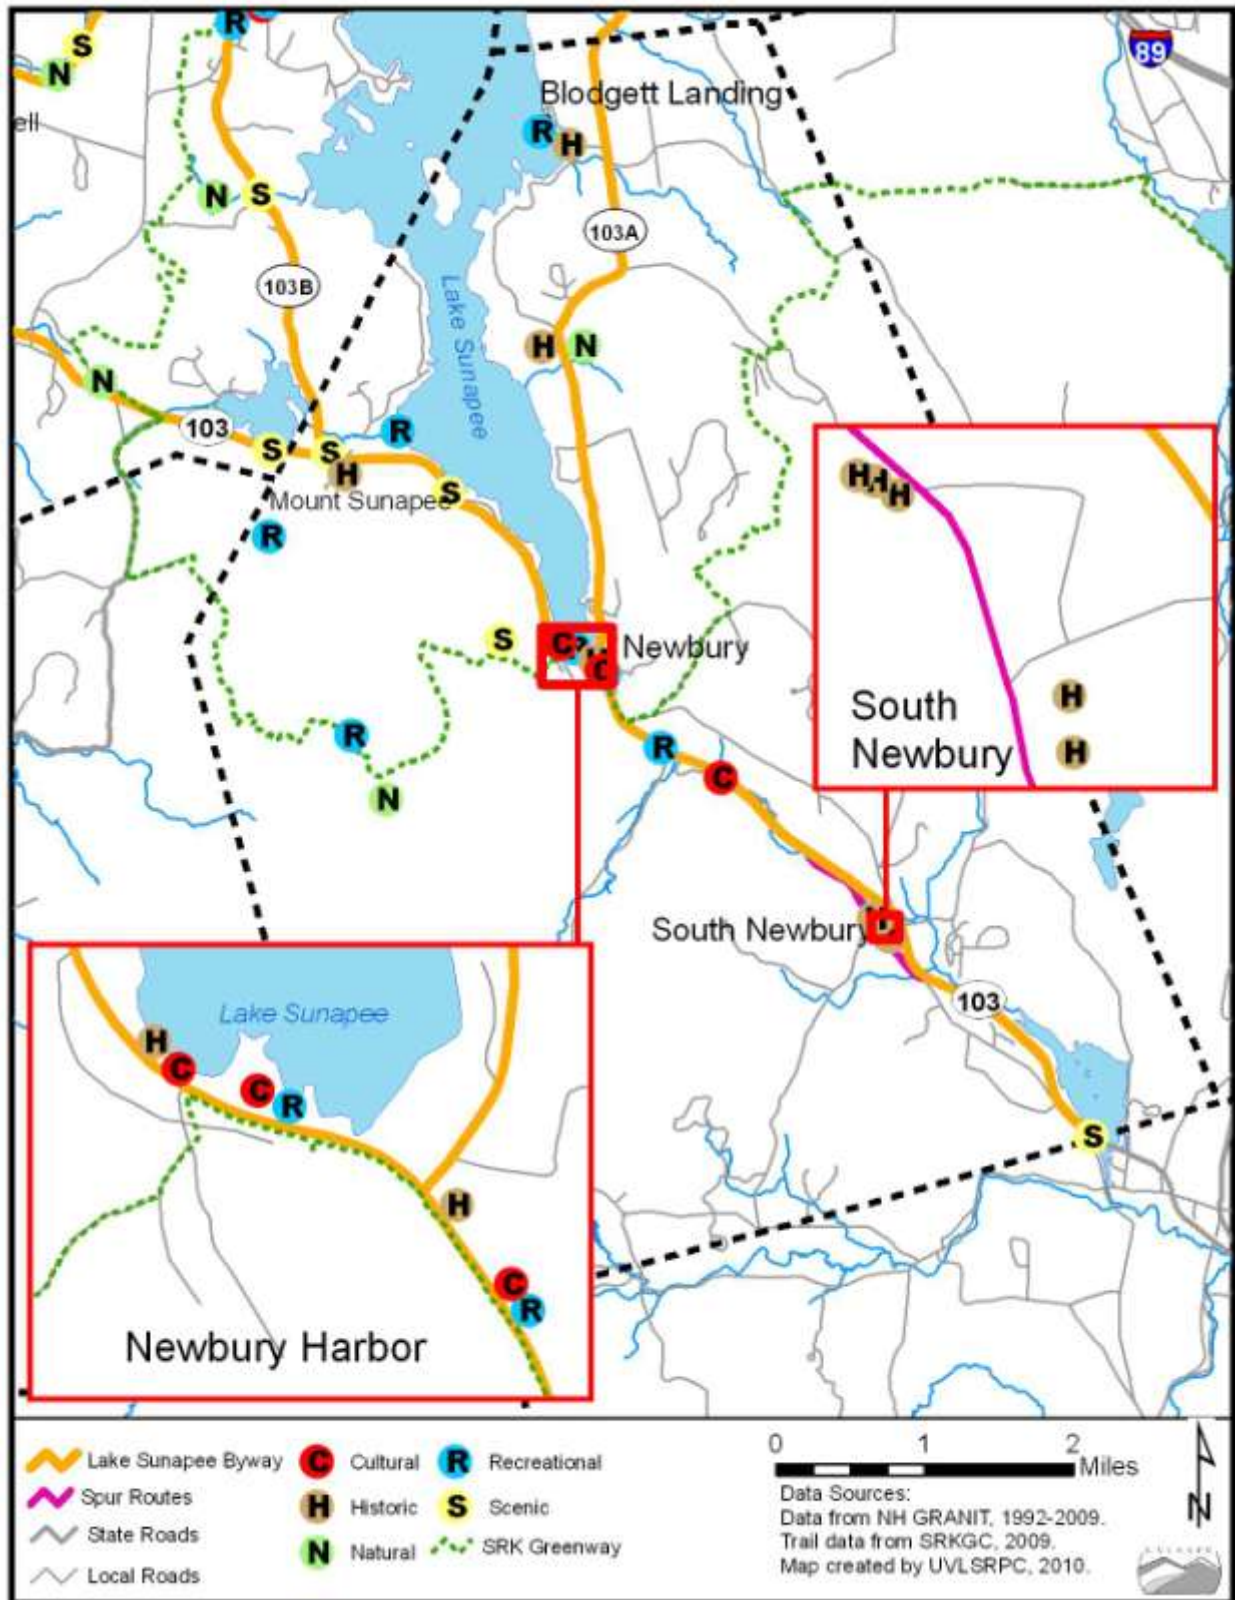 R
S
N
89
Blodgett Landing
ell
R
H
N
S
103A
103B
Lake Sunapee
H
N
N
103
R
S
S
H
Mount Sunapee
S
R
H
H
H
South
Newbury
H
H
S
C
C
Newbury
R
R
C
N
South Newbury
H
103
S
Lake Sunapee
H
C
C
R
H
C
R
Newbury Harbor
Lake Sunapee Byway
Spur Routes
State Roads
Local Roads
C Cultural
H Historic
N Natural
R Recreational
S Scenic
SRK Greenway
0 1 2
Miles
Data Sources:
Data from NH GRANIT, 1992-2009.
Trail data from SRKGC, 2009.
Map created by UVLSRPC, 2010.
N